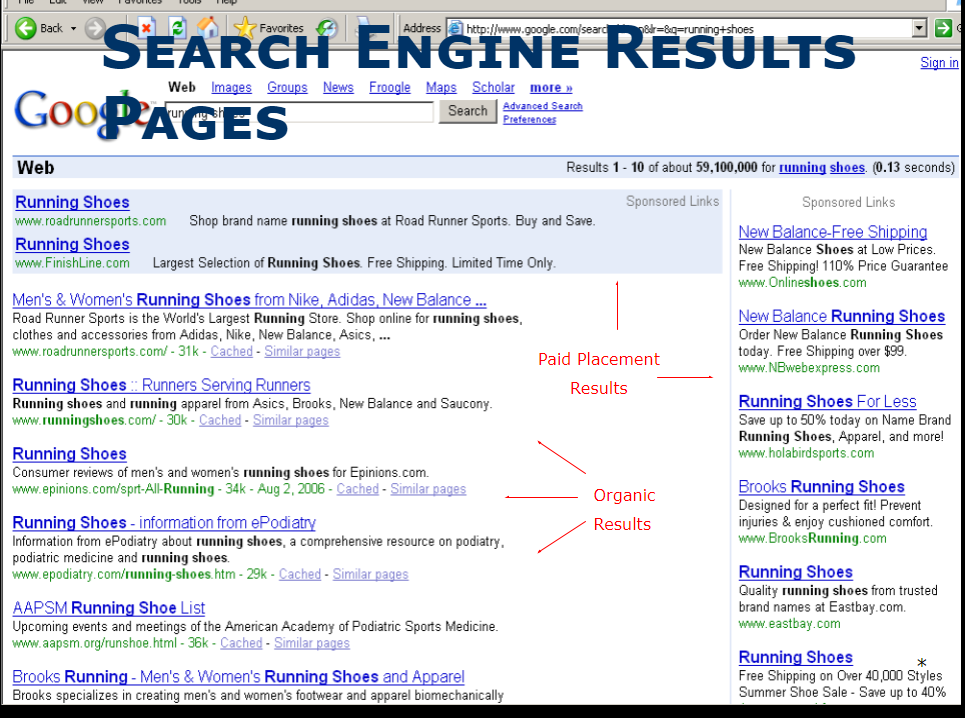 File Edit View Favorites Tools Help
Back Favorites Address http://www.google.com/search &lr=&q=running+shoes
SEARCH ENGINE RESULTS
PAGES
Sign in
Web Images Groups News Froogle Maps Scholar more »
Google running shoes Search Advanced Search
Preferences
Web Results 1 - 10 of about 59,100,000 for running shoes. (0.13 seconds)
Running Shoes Sponsored Links
www.roadrunnersports.com Shop brand name running shoes at Road Runner Sports. Buy and Save.
Running Shoes
www.FinishLine.com Largest Selection of Running Shoes. Free Shipping. Limited Time Only.
Men's & Women's Running Shoes from Nike, Adidas, New Balance ...
Road Runner Sports is the World's Largest Running Store. Shop online for running shoes,
clothes and accessories from Adidas, Nike, New Balance, Asics, ...
www.roadrunnersports.com/ - 31k - Cached - Similar pages
Running Shoes :: Runners Serving Runners
Running shoes and running apparel from Asics, Brooks, New Balance and Saucony.
www.runningshoes.com/ - 30k - Cached - Similar pages
Running Shoes
Consumer reviews of men's and women's running shoes for Epinions.com.
www.epinions.com/sprt-All-Running - 34k - Aug 2, 2006 - Cached - Similar pages
Running Shoes - information from ePodiatry
Information from ePodiatry about running shoes, a comprehensive resource on podiatry,
podiatric medicine and running shoes.
www.epodiatry.com/running-shoes.htm - 29k - Cached - Similar pages
AAPSM Running Shoe List
Upcoming events and meetings of the American Academy of Podiatric Sports Medicine.
www.aapsm.org/runshoe.html - 36k - Cached - Similar pages
Brooks Running - Men's & Women's Running Shoes and Apparel
Brooks specializes in creating men's and women's footwear and apparel biomechanically
Paid Placement
Results
Organic
Results
Sponsored Links
New Balance-Free Shipping
New Balance Shoes at Low Prices.
Free Shipping! 110% Price Guarantee
www.Onlineshoes.com
New Balance Running Shoes
Order New Balance Running Shoes
today. Free Shipping over $99.
www.NBwebexpress.com
Running Shoes For Less
Save up to 50% today on Name Brand
Running Shoes, Apparel, and more!
www.holabirdsports.com
Brooks Running Shoes
Designed for a perfect fit! Prevent
injuries & enjoy cushioned comfort.
www.BrooksRunning.com
Running Shoes
Quality running shoes from trusted
brand names at Eastbay.com.
www.eastbay.com
Running Shoes *
Free Shipping on Over 40,000 Styles
Summer Shoe Sale - Save up to 40%